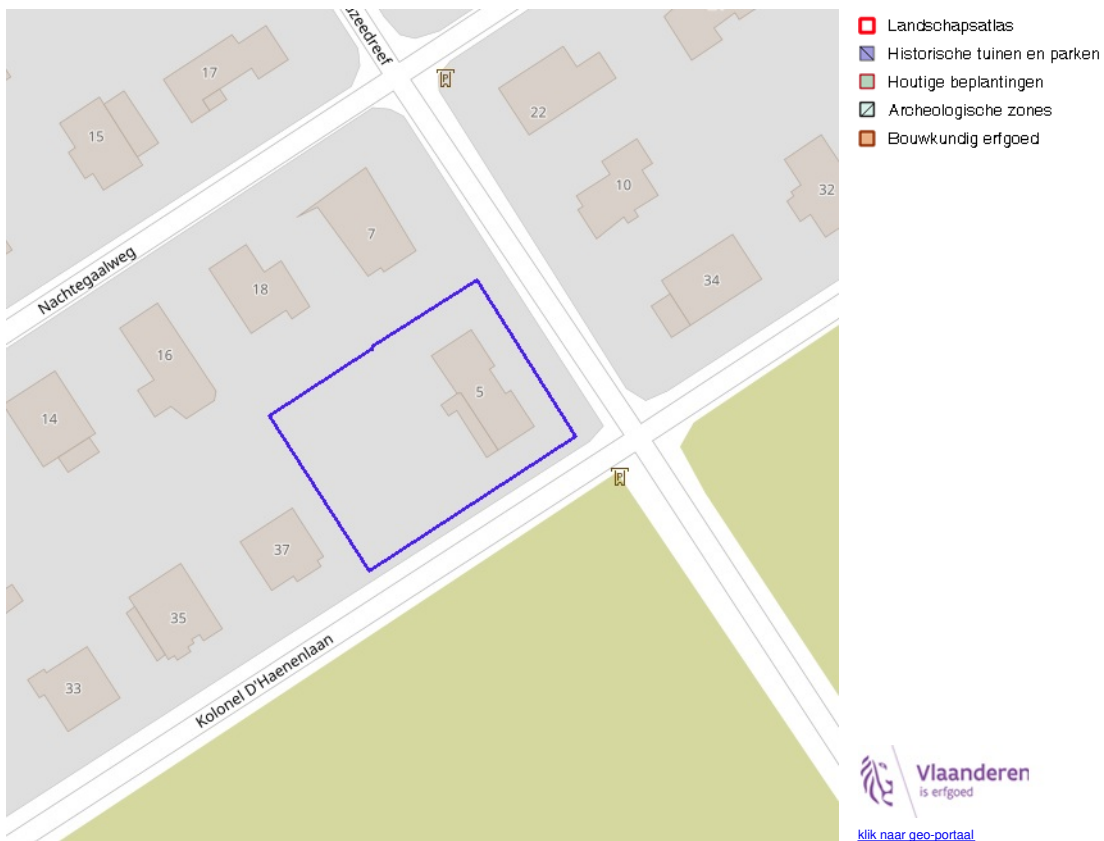 zeedreef
17
15
22
10
32
7
34
Nachtegaalweg
18
16
14
5
37
35
33
Kolonel D'Haenenlaan
P
P
Landschapsatlas
Historische tuinen en parken
Houtige beplantingen
Archeologische zones
Bouwkundig erfgoed
Vlaanderen
is erfgoed
klik naar geo-portaal